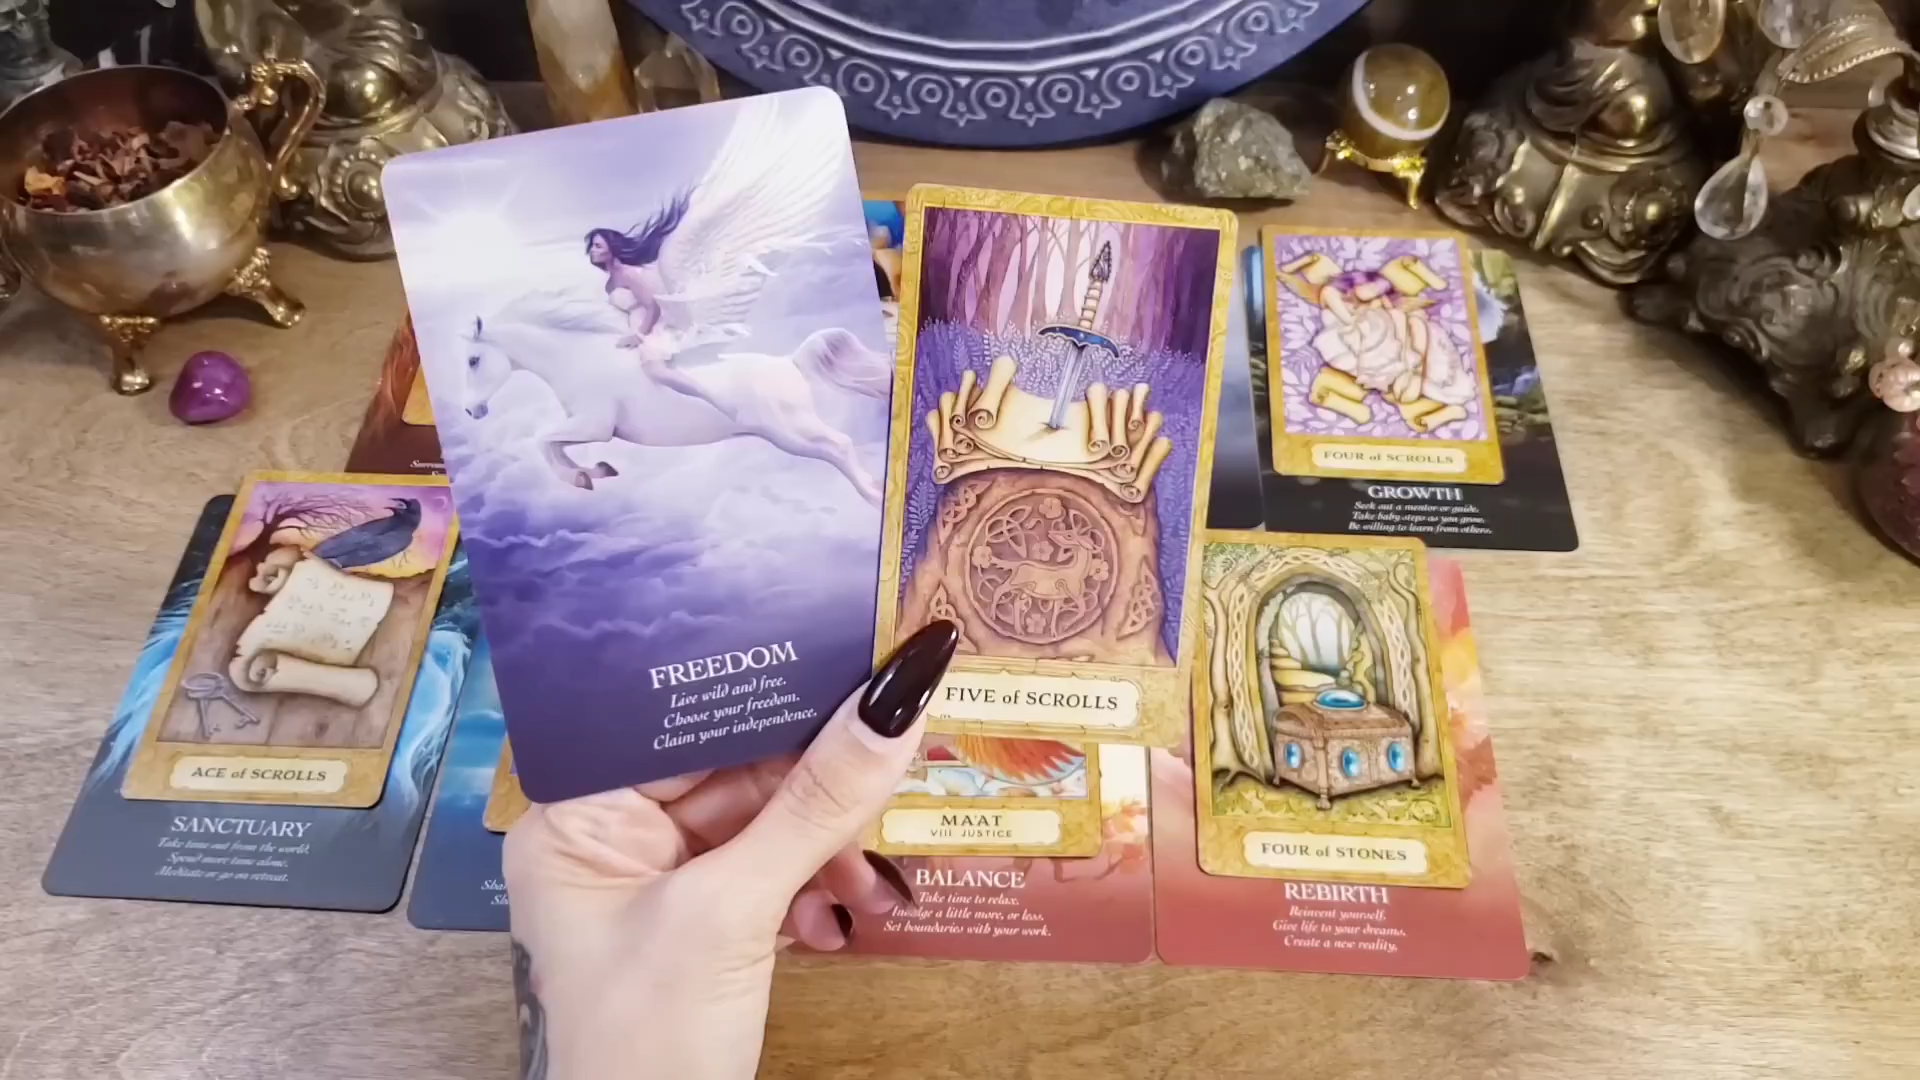 FREEDOM
Live wild and free.
Choose your freedom.
Claim your independence.
FIVE of SCROLLS
FOUR of SCROLLS
GROWTH
Seek out a mentor or guide.
Take baby steps as you grow.
Be willing to learn from others.
ACE of SCROLLS
SANCTUARY
Take time out from the world.
Spend more time alone.
Meditate or go on retreat.
MA'AT
VIII JUSTICE
BALANCE
Take time to relax.
Indulge a little more, or less.
Set boundaries with your work.
FOUR of STONES
REBIRTH
Reinvent yourself.
Give life to your dreams.
Create a new reality.